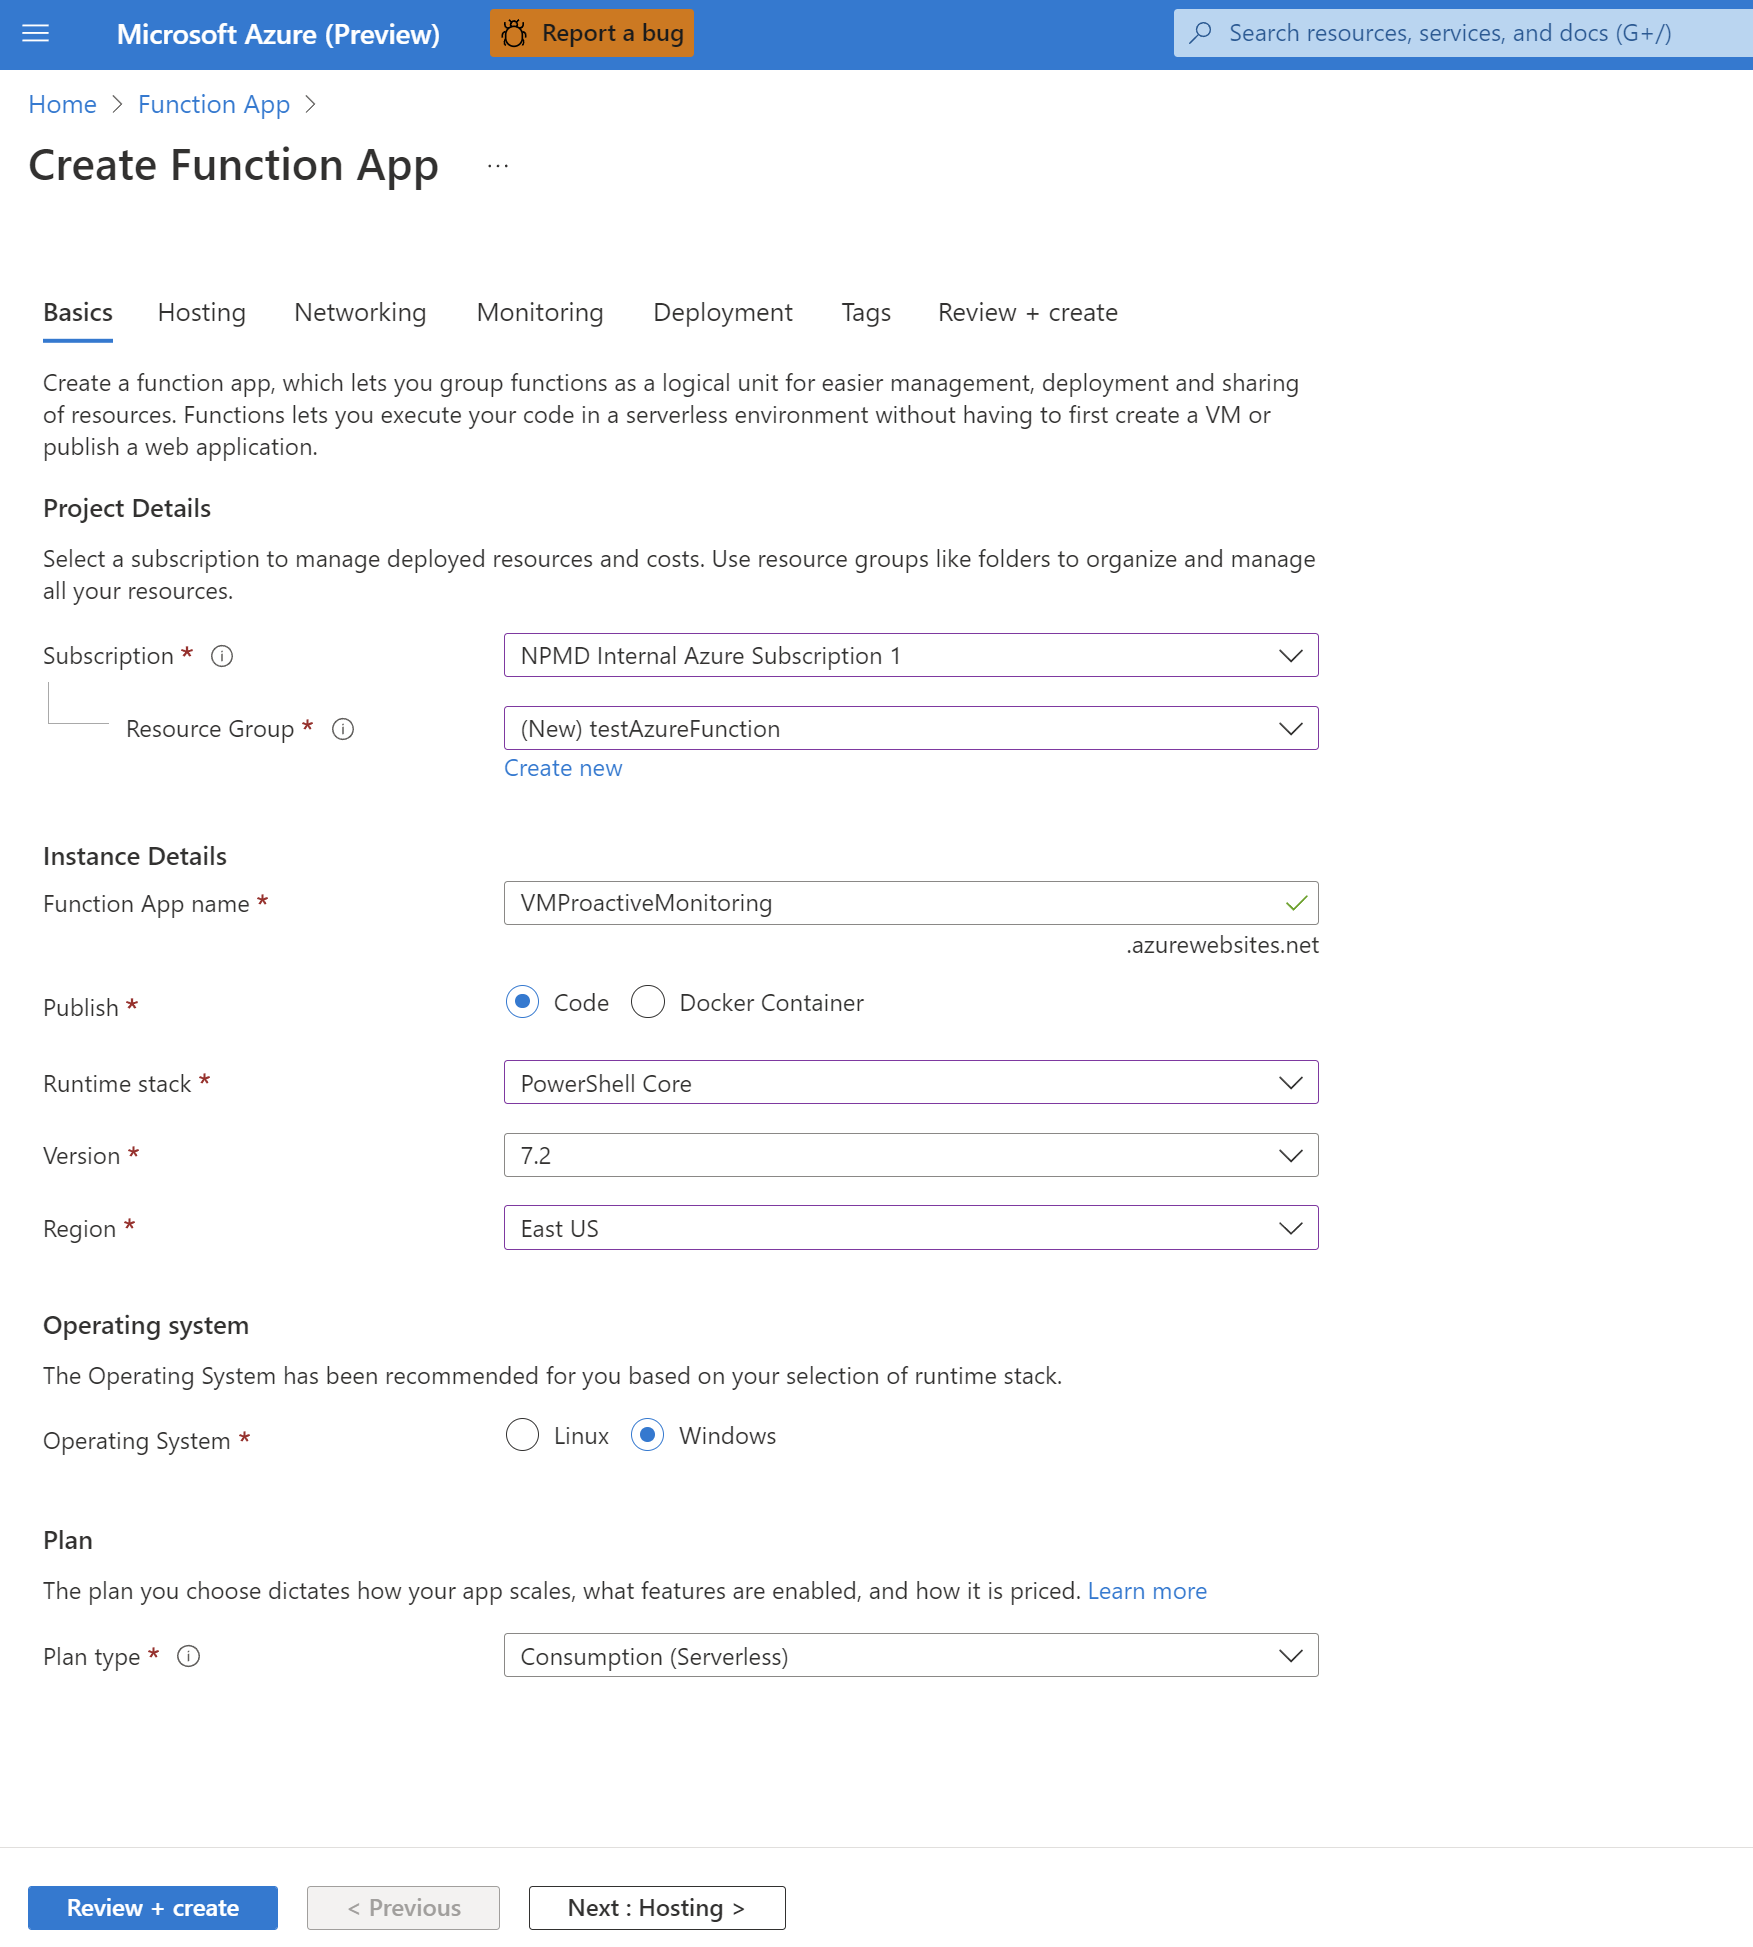 Microsoft Azure (Preview)
Report a bug
Search resources, services, and docs (G+/)
Home > Function App >
Create Function App ...
Basics Hosting Networking Monitoring Deployment Tags Review + create
Create a function app, which lets you group functions as a logical unit for easier management, deployment and sharing
of resources. Functions lets you execute your code in a serverless environment without having to first create a VM or
publish a web application.
Project Details
Select a subscription to manage deployed resources and costs. Use resource groups like folders to organize and manage
all your resources.
Subscription *
NPMD Internal Azure Subscription 1
Resource Group *
(New) testAzureFunction
Create new
Instance Details
Function App name *
VMProactiveMonitoring
.azurewebsites.net
Publish *
Code Docker Container
Runtime stack *
PowerShell Core
Version *
7.2
Region *
East US
Operating system
The Operating System has been recommended for you based on your selection of runtime stack.
Operating System *
Linux Windows
Plan
The plan you choose dictates how your app scales, what features are enabled, and how it is priced. Learn more
Plan type *
Consumption (Serverless)
Review + create
< Previous
Next : Hosting >